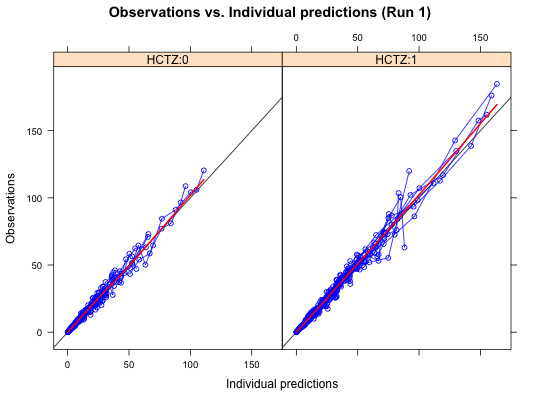 Observations vs. Individual predictions (Run 1)
0 50 100 150
HCTZ:0 HCTZ:1
150
100
50
0
Observations
0 50 100 150
Individual predictions